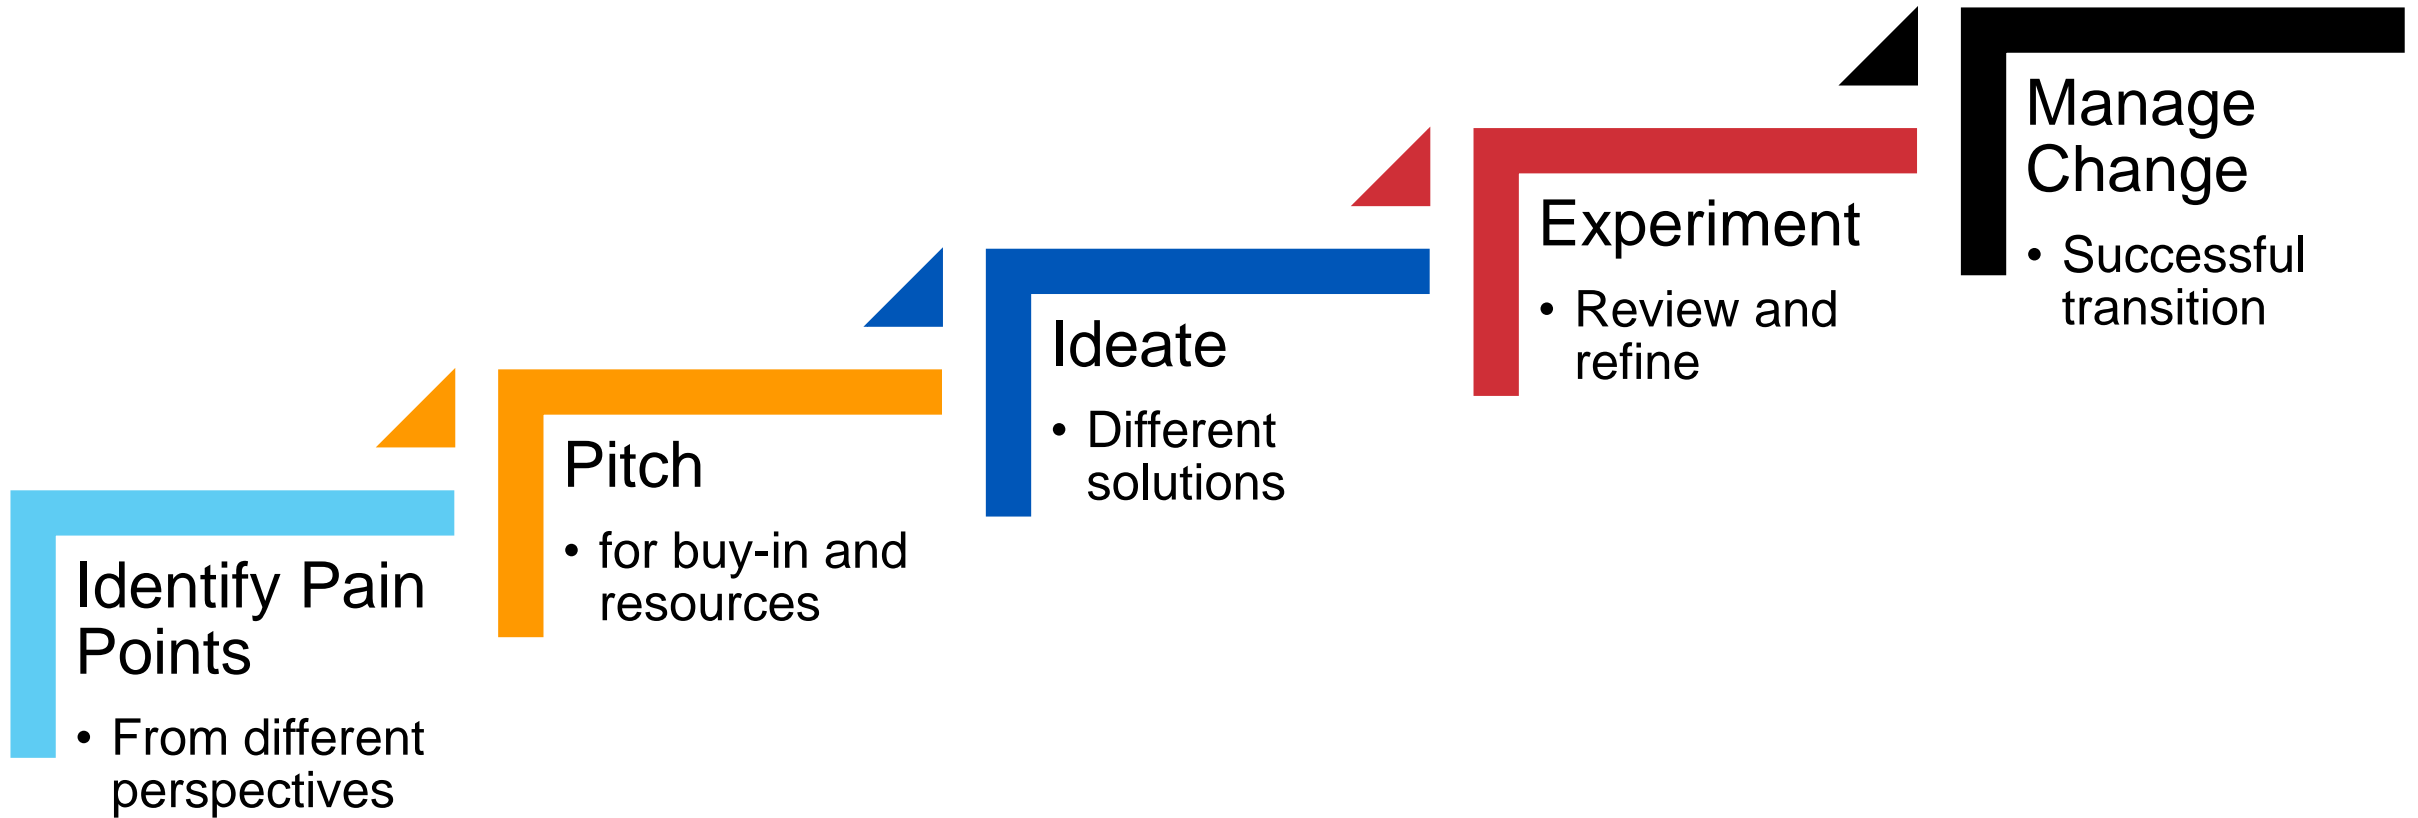 Identify Pain
Points
• From different
perspectives
Pitch
• for buy-in and
resources
Ideate
• Different
solutions
Experiment
• Review and
refine
Manage
Change
• Successful
transition